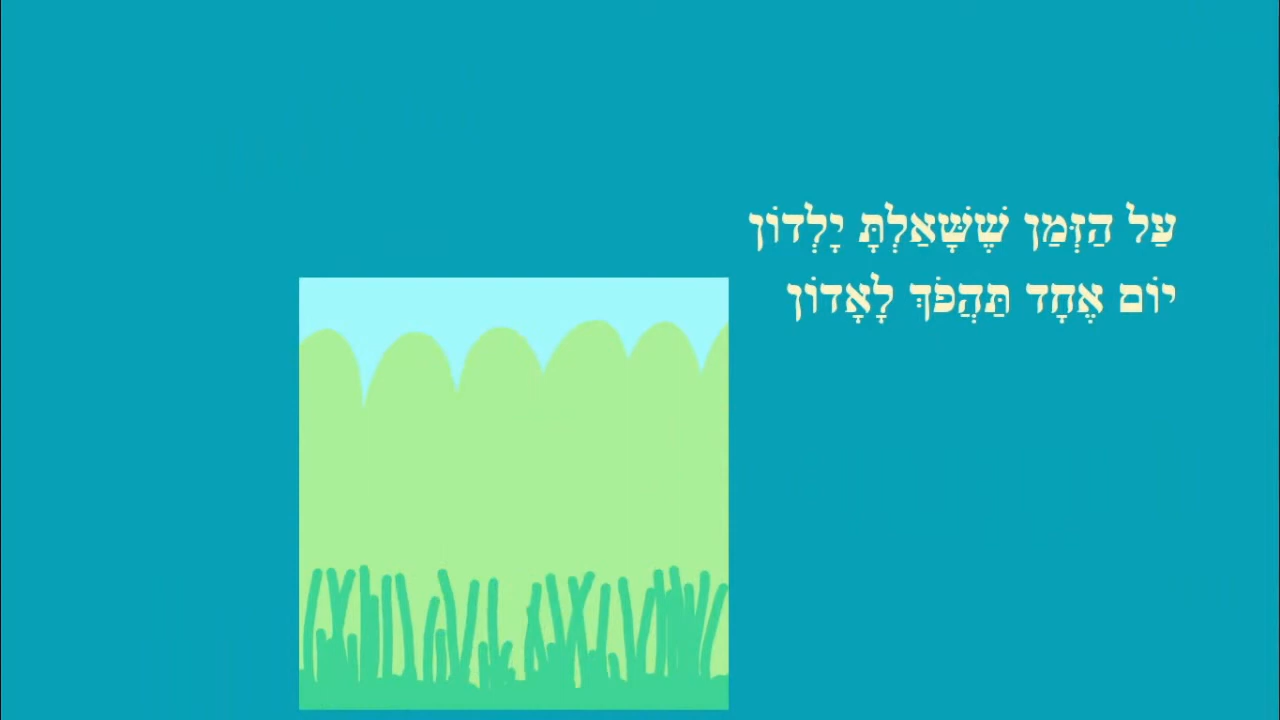 עַל הַזְּמַן שֶׁשָּׁאַלְתָּ יָלְדוֹן
יוֹם אֶחָד תַּהֲפֹךְ לָאָדוֹן